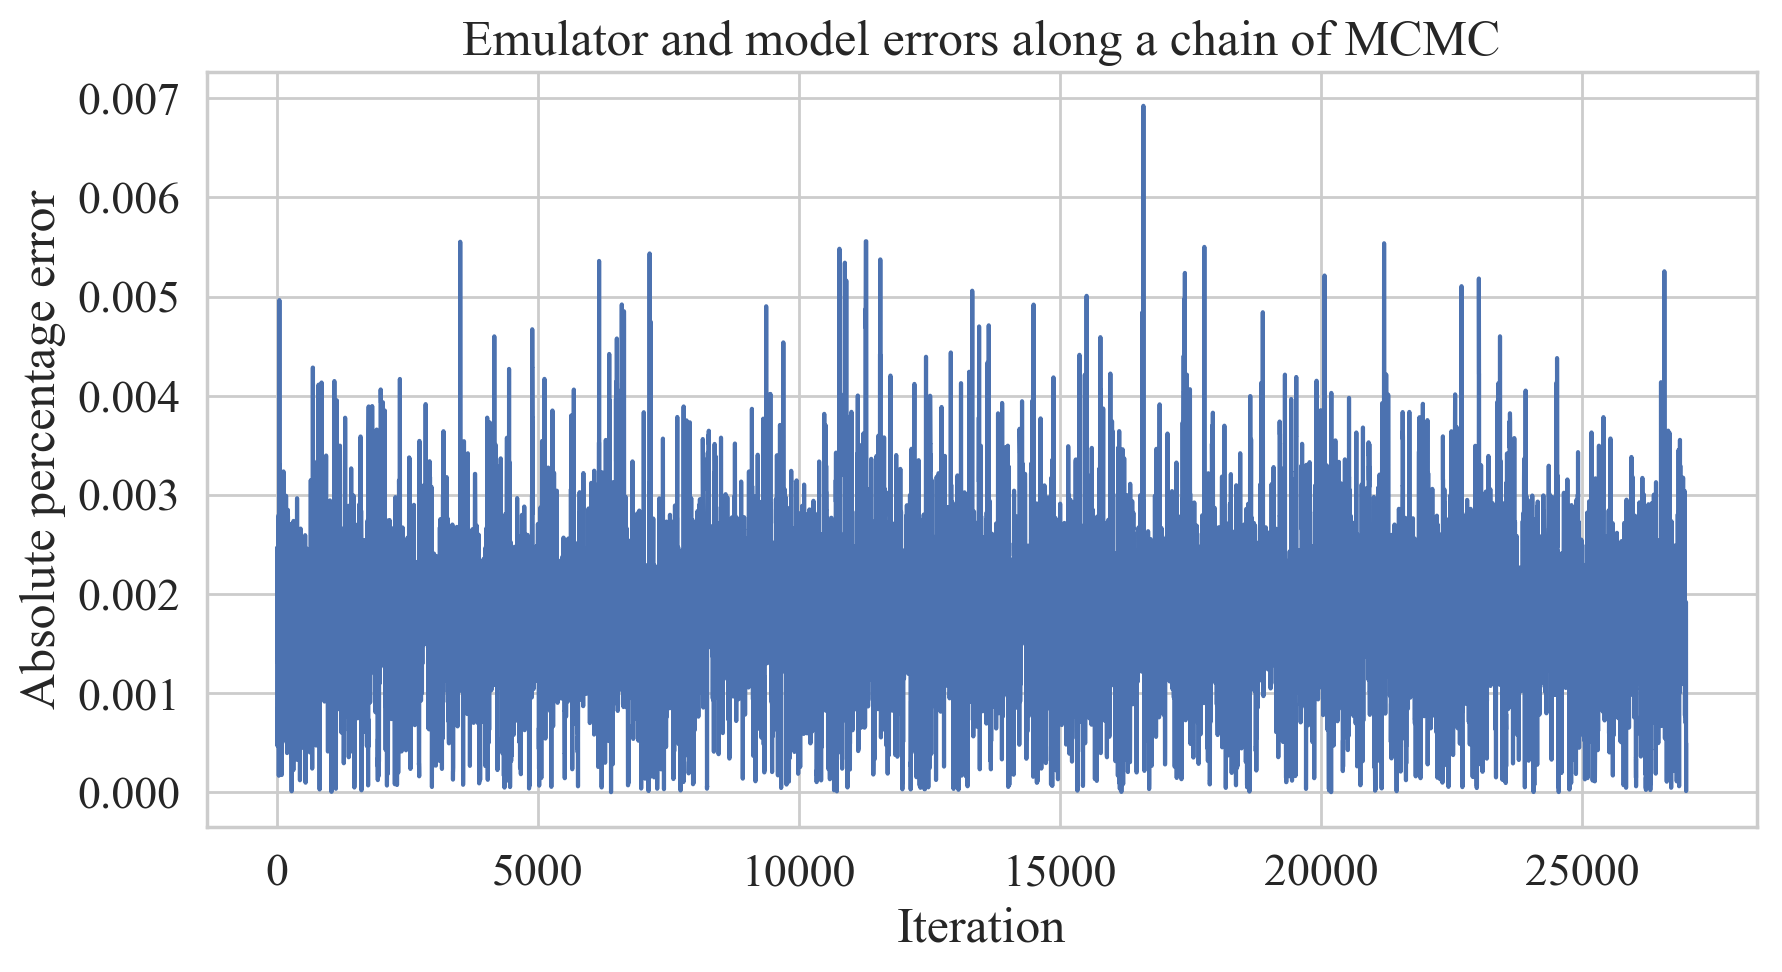 Emulator and model errors along a chain of MCMC
Absolute percentage error
0.007
0.006
0.005
0.004
0.003
0.002
0.001
0.000
0 5000 10000 15000 20000 25000
Iteration